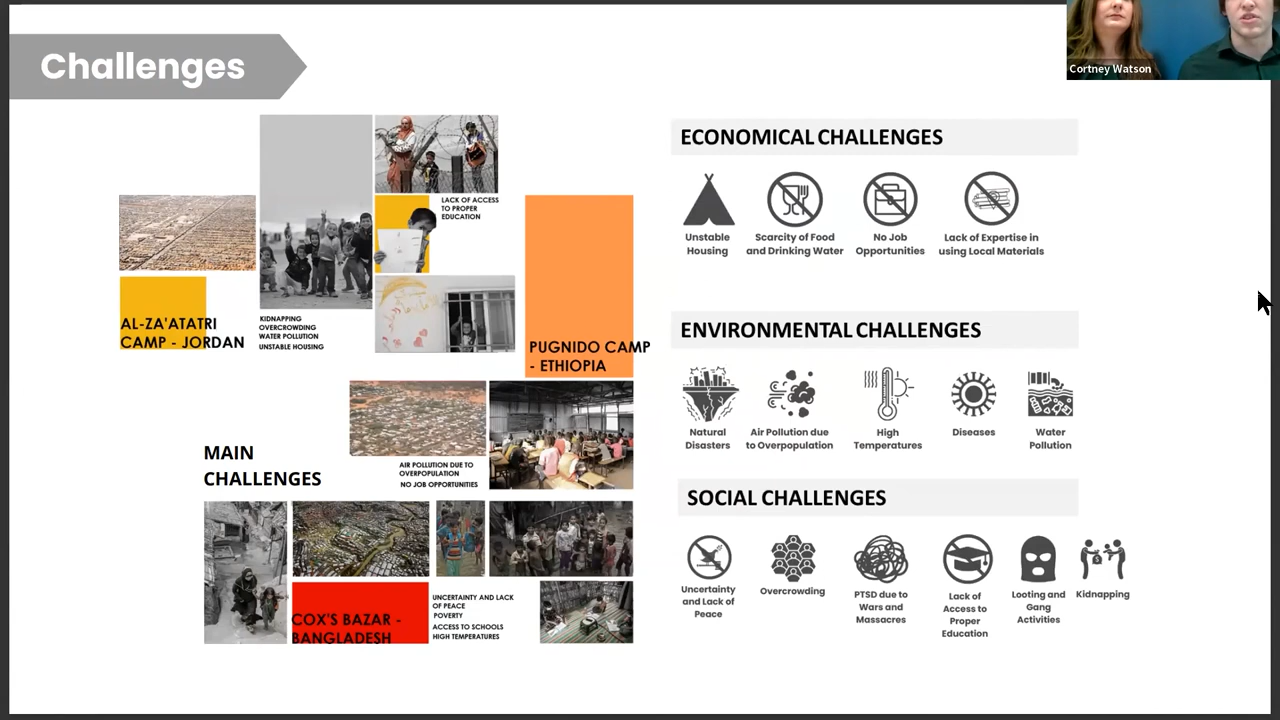 Challenges
Cortney Watson
LACK OF ACCESS
TO PROPER
EDUCATION
AL-ZA'ATATRI
CAMP - JORDAN
KIDNAPPING
OVERCROWDING
WATER POLLUTION
UNSTABLE HOUSING
PUGNIDO CAMP
- ETHIOPIA
MAIN
CHALLENGES
AIR POLLUTION DUE TO
OVERPOPULATION
NO JOB OPPORTUNITIES
COX'S BAZAR -
BANGLADESH
UNCERTAINTY AND LACK
OF PEACE
POVERTY
ACCESS TO SCHOOLS
HIGH TEMPERATURES
ECONOMICAL CHALLENGES
Unstable
Housing
Scarcity of Food
and Drinking Water
No Job
Opportunities
Lack of Expertise in
using Local Materials
ENVIRONMENTAL CHALLENGES
Natural
Disasters
Air Pollution due
to Overpopulation
High
Temperatures
Diseases
Water
Pollution
SOCIAL CHALLENGES
Uncertainty
and Lack of
Peace
Overcrowding
PTSD due to
Wars and
Massacres
Lack of
Access to
Proper
Education
Looting and
Gang
Activities
Kidnapping